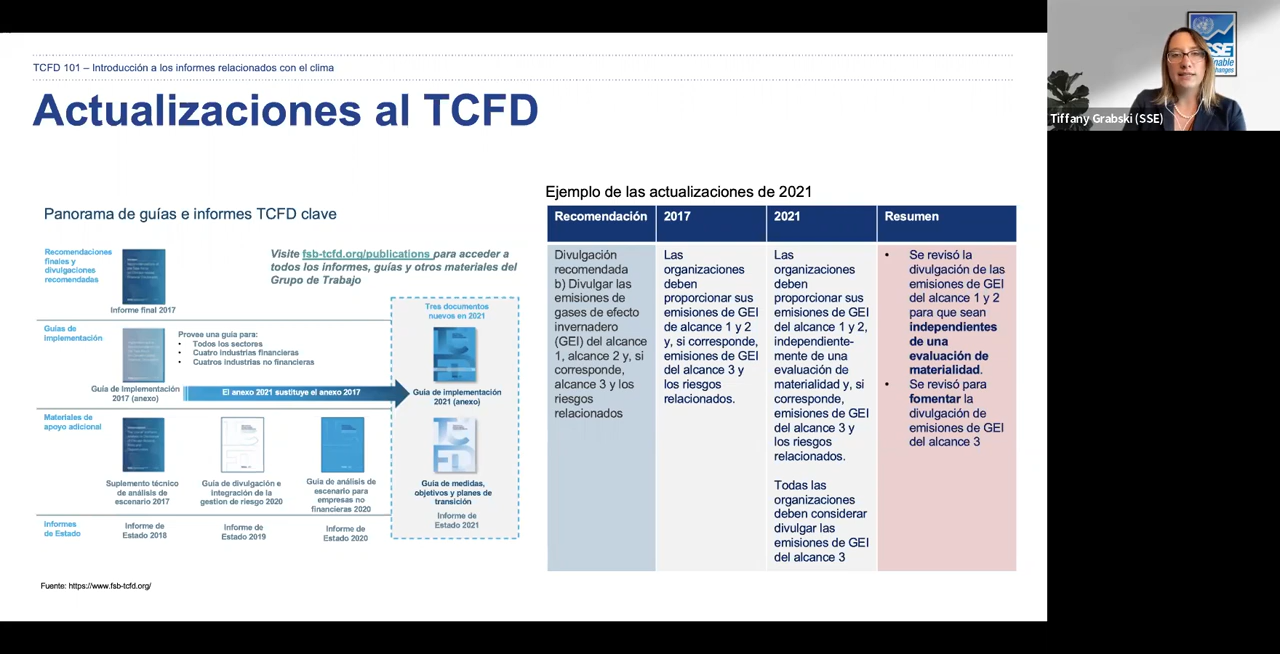 TCFD 101 – Introducción a los informes relacionados con el clima
Actualizaciones al TCFD
Panorama de guías e informes TCFD clave
Recomendaciones
finales y
divulgaciones
recomendadas
Informe final 2017
Visite fsb-tcfd.org/publications para acceder a
todos los informes, guías y otros materiales del
Grupo de Trabajo
Tres documentos
nuevos en 2021
Guías de
implementación
Provee una guía para:
• Todos los sectores
• Cuatro industrias financieras
• Cuatros industrias no financieras
Guía de Implementación
2017 (anexo)
El anexo 2021 sustituye el anexo 2017
Guía de implementación
2021 (anexo)
Materiales de
apoyo adicional
Suplemento técnico
de análisis de
escenario 2017
Guía de divulgación e
integración de la
gestion de riesgo 2020
Guía de análisis de
escenario para
empresas no
financieras 2020
Guía de medidas,
objetivos y planes de
transición
Informes
de Estado
Informe de
Estado 2018
Informe de
Estado 2019
Informe de
Estado 2020
Informe de
Estado 2021
Fuente: https://www.fsb-tcfd.org/
Ejemplo de las actualizaciones de 2021
Recomendación
2017
2021
Resumen
Divulgación
recomendada
b) Divulgar las
emisiones de
gases de efecto
invernadero
(GEI) del alcance
1, alcance 2 y, si
corresponde,
alcance 3 y los
riesgos
relacionados
Las
organizaciones
deben
proporcionar sus
emisiones de GEI
de alcance 1 y 2
y, si corresponde,
emisiones de GEI
del alcance 3 y
los riesgos
relacionados.
Las
organizaciones
deben
proporcionar sus
emisiones de GEI
del alcance 1 y 2,
independiente-
mente de una
evaluación de
materialidad y, si
corresponde,
emisiones de GEI
del alcance 3 y
los riesgos
relacionados.
Todas las
organizaciones
deben considerar
divulgar las
emisiones de GEI
del alcance 3
• Se revisó la
divulgación de las
emisiones de GEI
del alcance 1 y 2
para que sean
independientes
de una
evaluación de
materialidad.
• Se revisó para
fomentar la
divulgación de
emisiones de GEI
del alcance 3
SSE
Tiffany Grabski (SSE)